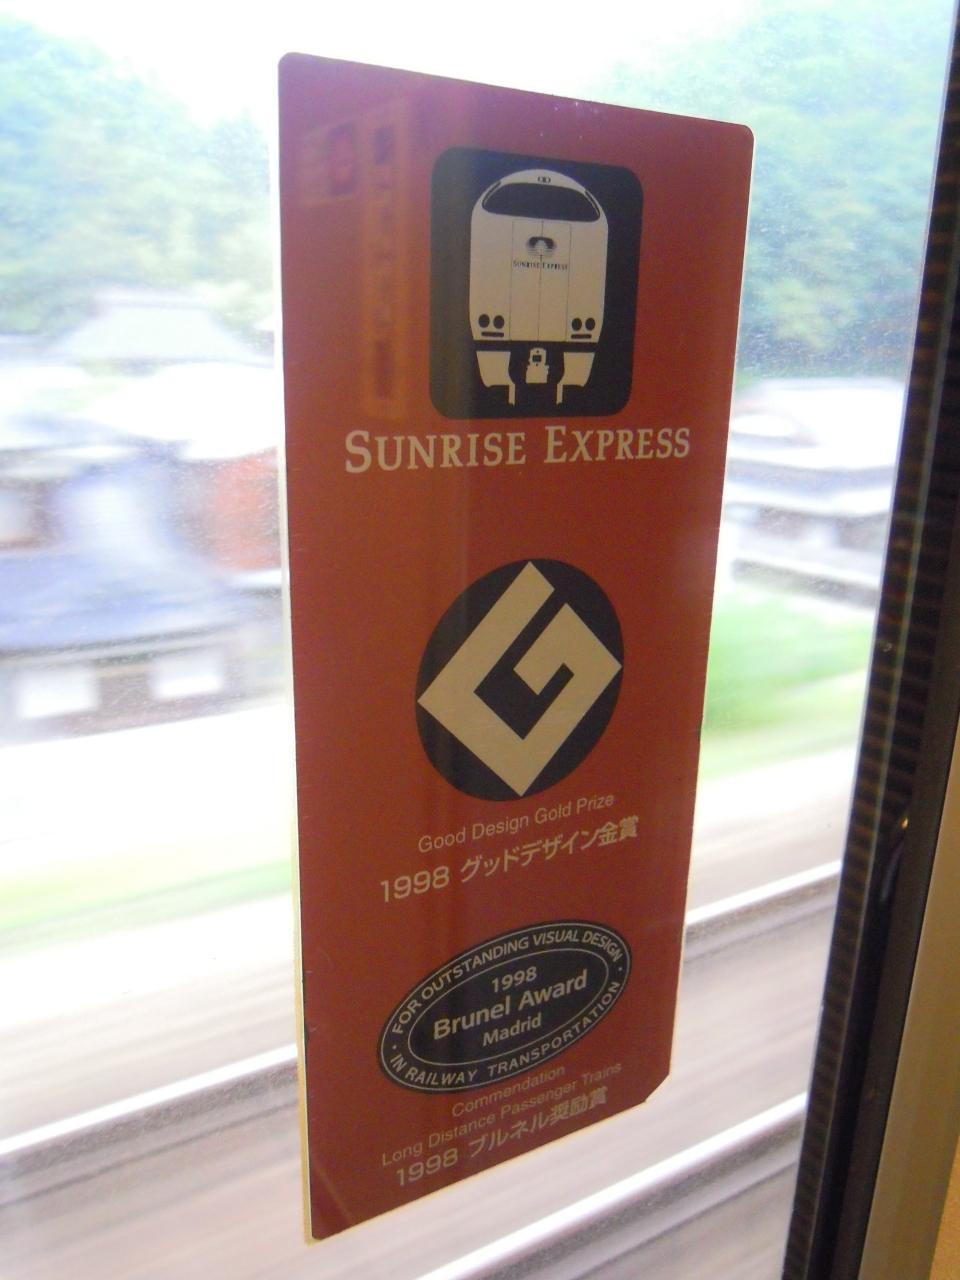 SUNRISE EXPRESS
SUNRISE EXPRESS
Good Design Gold Prize
1998 グッドデザイン金賞
FOR OUTSTANDING VISUAL DESIGN
1998
Brunel Award
Madrid
IN RAILWAY TRANSPORTATION
Commendation
Long Distance Passenger Trains
1998 ブルネル奨励賞